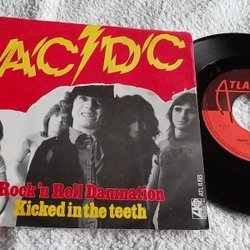 AC/DC
Rock 'n Roll Damnation
Kicked in the teeth
ATLA